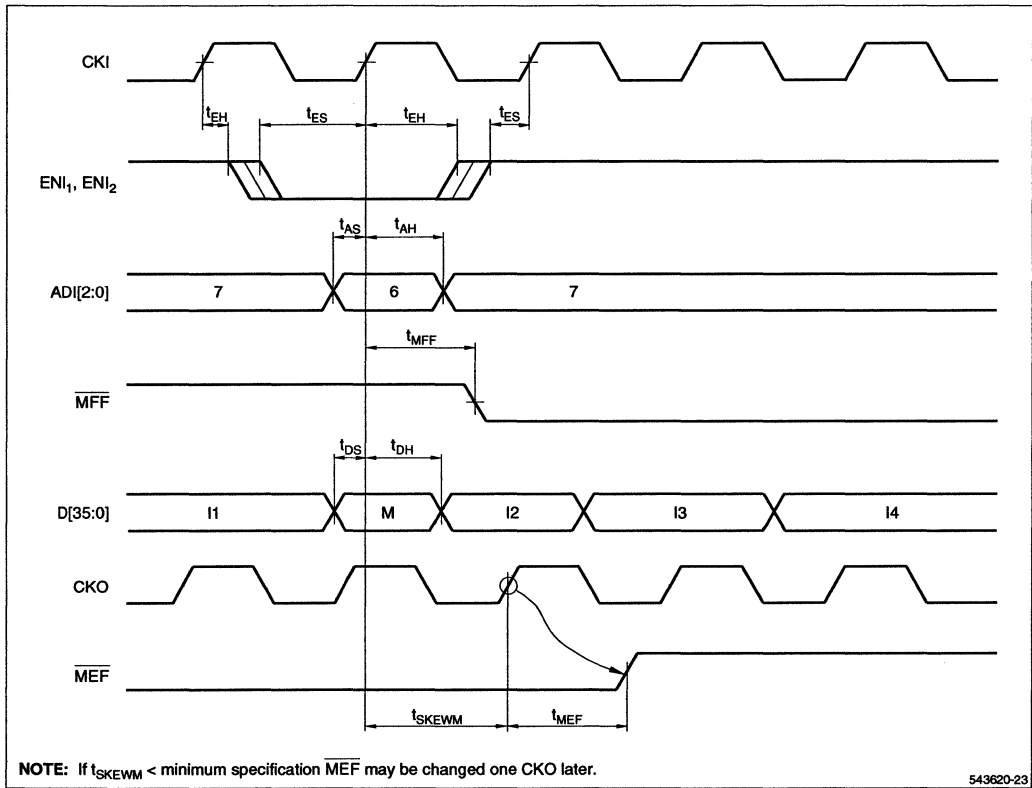 CKI
tEH
tES
tEH
tES
ENI1, ENI2
tAS
tAH
ADI[2:0]
7
6
7
tMFF
MFF
tDS
tDH
D[35:0]
I1
M
I2
I3
I4
CKO
MEF
tSKEWM
tMEF
NOTE: If tSKEWM < minimum specification MEF may be changed one CKO later.
543620-23